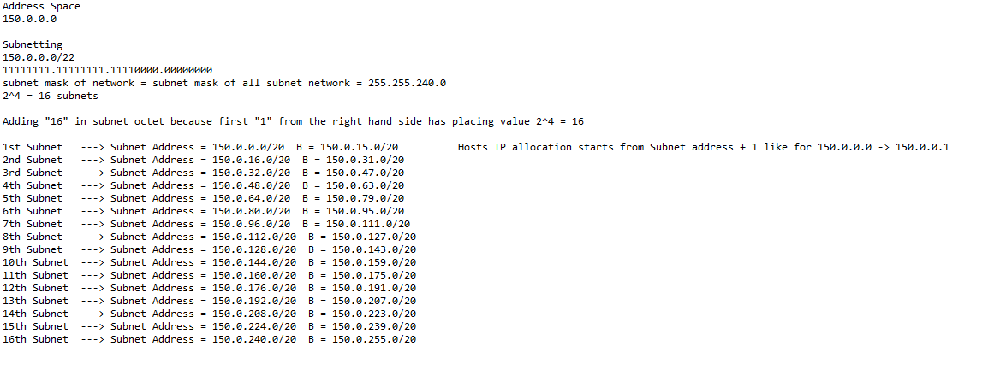 Address Space
150.0.0.0
Subnetting
150.0.0.0/22
11111111.11111111.11110000.00000000
subnet mask of network = subnet mask of all subnet network = 255.255.240.0
2^4 = 16 subnets
Adding "16" in subnet octet because first "1" from the right hand side has placing value 2^4 = 16
1st Subnet ---> Subnet Address = 150.0.0.0/20 B = 150.0.15.0/20 Hosts IP allocation starts from Subnet address + 1 like for 150.0.0.0 -> 150.0.0.1
2nd Subnet ---> Subnet Address = 150.0.16.0/20 B = 150.0.31.0/20
3rd Subnet ---> Subnet Address = 150.0.32.0/20 B = 150.0.47.0/20
4th Subnet ---> Subnet Address = 150.0.48.0/20 B = 150.0.63.0/20
5th Subnet ---> Subnet Address = 150.0.64.0/20 B = 150.0.79.0/20
6th Subnet ---> Subnet Address = 150.0.80.0/20 B = 150.0.95.0/20
7th Subnet ---> Subnet Address = 150.0.96.0/20 B = 150.0.111.0/20
8th Subnet ---> Subnet Address = 150.0.112.0/20 B = 150.0.127.0/20
9th Subnet ---> Subnet Address = 150.0.128.0/20 B = 150.0.143.0/20
10th Subnet ---> Subnet Address = 150.0.144.0/20 B = 150.0.159.0/20
11th Subnet ---> Subnet Address = 150.0.160.0/20 B = 150.0.175.0/20
12th Subnet ---> Subnet Address = 150.0.176.0/20 B = 150.0.191.0/20
13th Subnet ---> Subnet Address = 150.0.192.0/20 B = 150.0.207.0/20
14th Subnet ---> Subnet Address = 150.0.208.0/20 B = 150.0.223.0/20
15th Subnet ---> Subnet Address = 150.0.224.0/20 B = 150.0.239.0/20
16th Subnet ---> Subnet Address = 150.0.240.0/20 B = 150.0.255.0/20